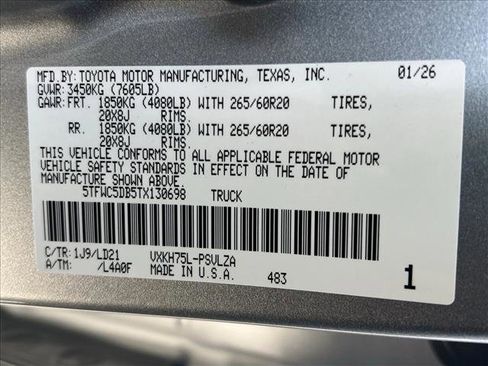 MFD.BY: TOYOTA MOTOR MANUFACTURING, TEXAS, INC. 01/26
GVWR: 3450KG (7605LB)
GAWR: FRT. 1850KG (4080LB) WITH 265/60R20 TIRES,
20X8J RIMS.
RR. 1850KG (4080LB) WITH 265/60R20 TIRES,
20X8J RIMS.
THIS VEHICLE CONFORMS TO ALL APPLICABLE FEDERAL MOTOR
VEHICLE SAFETY STANDARDS IN EFFECT ON THE DATE OF
MANUFACTURE SHOWN ABOVE.
5TFWC5DB5TX130698 TRUCK
C/TR: 1J9/LD21 VXKH75L-PSVLZA
A/TM: /L4A0F MADE IN U.S.A. 483 1